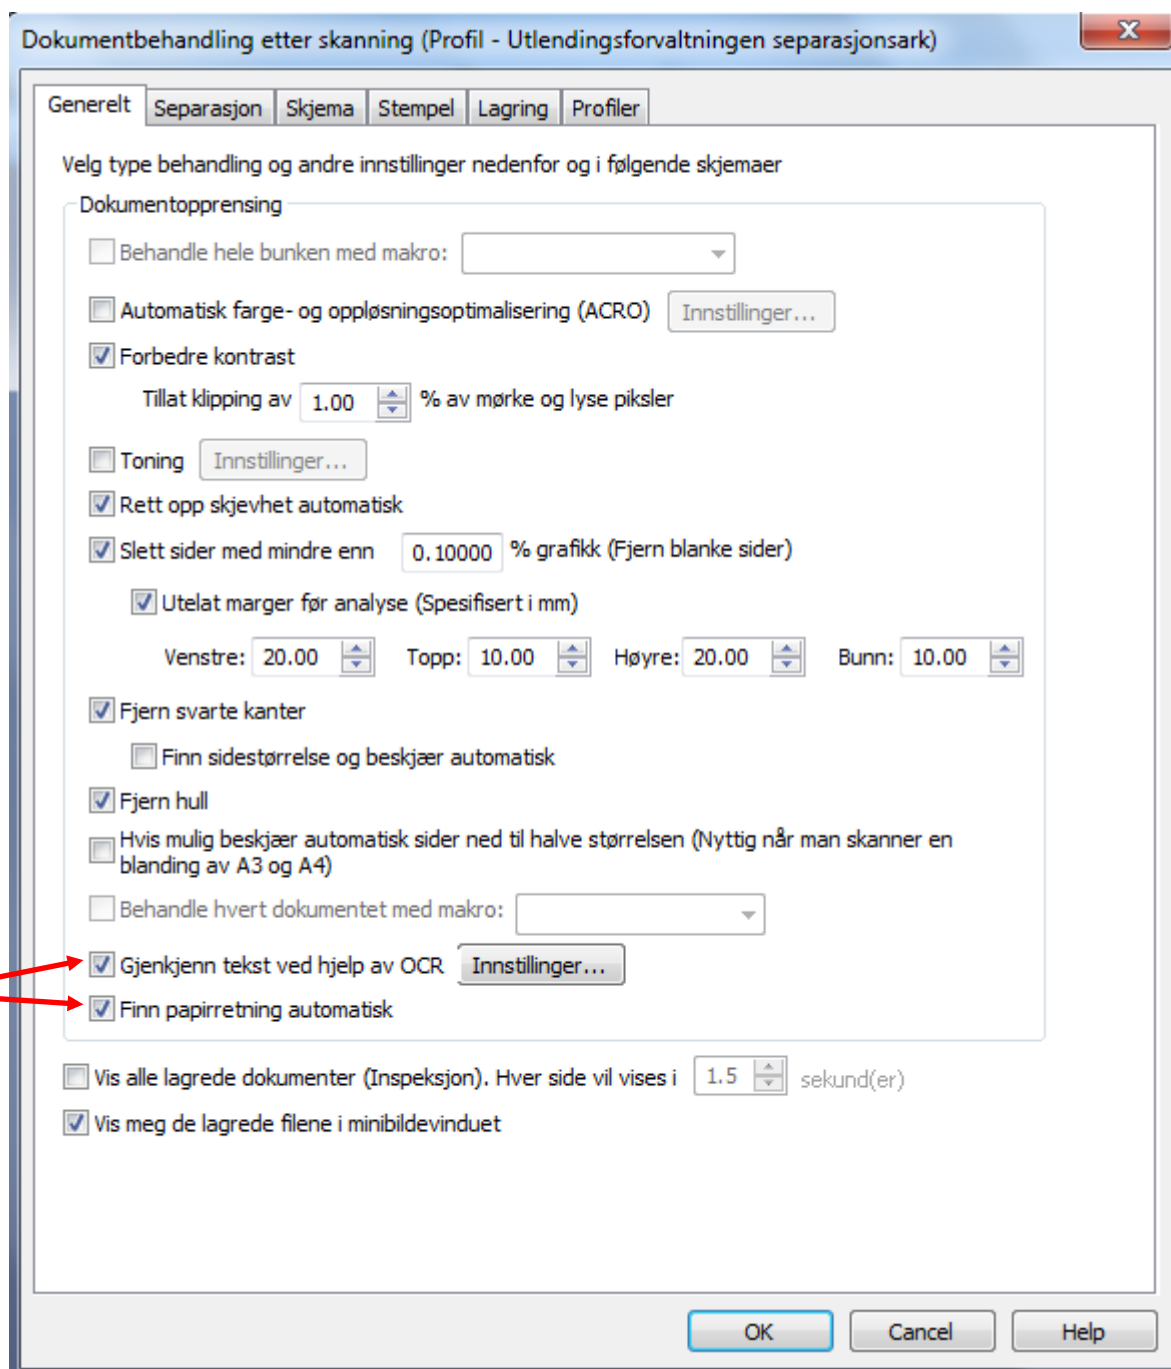 Dokumentbehandling etter skanning (Profil - Utlendingsforvaltningen separasjonsark)
Generelt Separasjon Skjema Stempel Lagring Profiler
Velg type behandling og andre innstillinger nedenfor og i følgende skjemaer
Dokumentopprensing
Behandle hele bunken med makro:
Automatisk farge- og oppløsningsoptimalisering (ACRO) Innstillinger...
Forbedre kontrast
Tillat klipping av 1.00 % av mørke og lyse piksler
Toning Innstillinger...
Rett opp skjevhet automatisk
Slett sider med mindre enn 0.10000 % grafikk (Fjern blanke sider)
Utelat marger før analyse (Spesifisert i mm)
Venstre: 20.00 Topp: 10.00 Høyre: 20.00 Bunn: 10.00
Fjern svarte kanter
Finn sidestørrelse og beskjær automatisk
Fjern hull
Hvis mulig beskjær automatisk sider ned til halve størrelsen (Nyttig når man skanner en
blanding av A3 og A4)
Behandle hvert dokumentet med makro:
Gjenkjenn tekst ved hjelp av OCR Innstillinger...
Finn papirretning automatisk
Vis alle lagrede dokumenter (Inspeksjon). Hver side vil vises i 1.5 sekund(er)
Vis meg de lagrede filene i minibildevinduet
OK Cancel Help